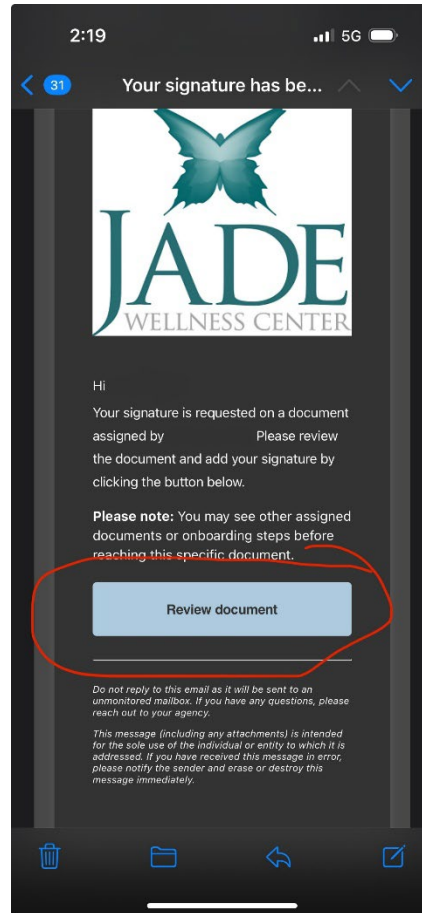 2:19
5G
31
Your signature has be...
JADE
WELLNESS CENTER
Hi
Your signature is requested on a document
assigned by Please review
the document and add your signature by
clicking the button below.
Please note: You may see other assigned
documents or onboarding steps before
reaching this specific document.
Review document
Do not reply to this email as it will be sent to an
unmonitored mailbox. If you have any questions, please
reach out to your agency.
This message (including any attachments) is intended
for the sole use of the individual or entity to which it is
addressed. If you have received this message in error,
please notify the sender and erase or destroy this
message immediately.